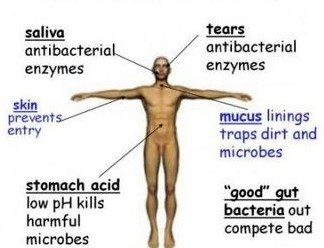 saliva
antibacterial
enzymes
tears
antibacterial
enzymes
skin
prevents
entry
mucus linings
traps dirt and
microbes
stomach acid
low pH kills
harmful
microbes
“good” gut
bacteria out
compete bad